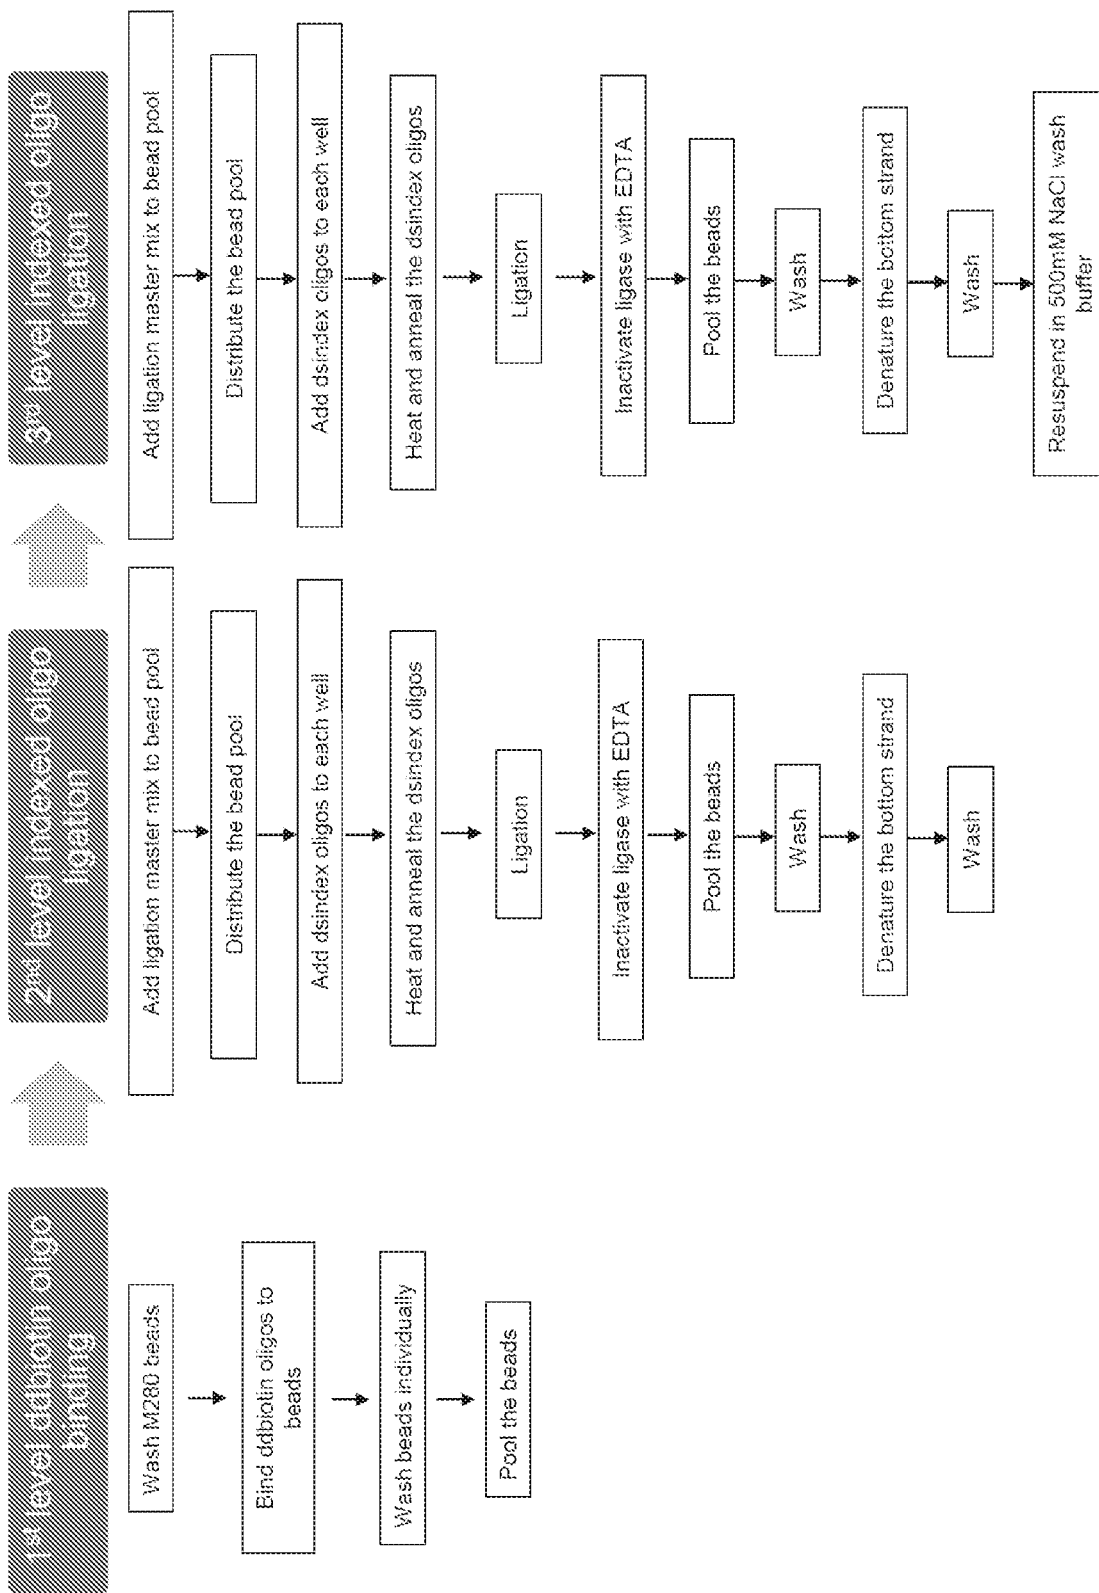 1st level ddbiotin oligo
binding
Wash M280 beads
Bind ddbiotin oligos to
beads
Wash beads individually
Pool the beads
2nd level indexed oligo
ligation
Add ligation master mix to bead pool
Distribute the bead pool
Add dsindex oligos to each well
Heat and anneal the dsindex oligos
Ligation
Inactivate ligase with EDTA
Pool the beads
Wash
Denature the bottom strand
Wash
3rd level indexed oligo
ligation
Add ligation master mix to bead pool
Distribute the bead pool
Add dsindex oligos to each well
Heat and anneal the dsindex oligos
Ligation
Inactivate ligase with EDTA
Pool the beads
Wash
Denature the bottom strand
Wash
Resuspend in 500mM NaCl wash
buffer